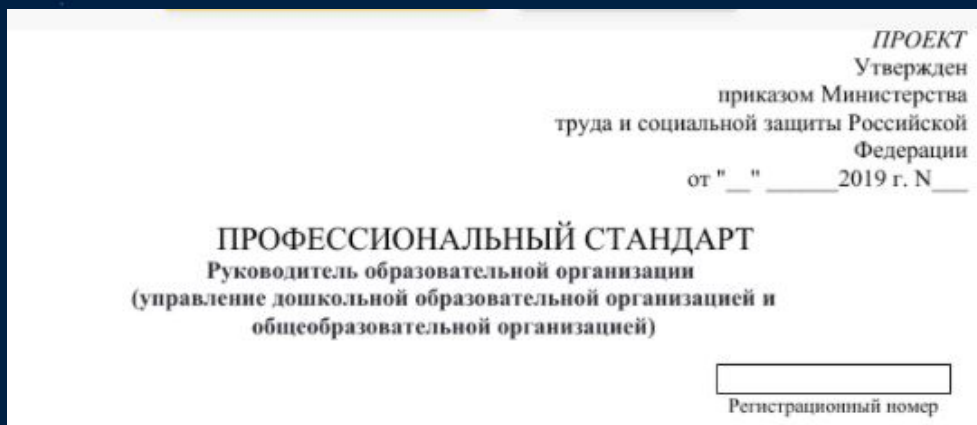 ПРОЕКТ
Утвержден
приказом Министерства
труда и социальной защиты Российской
Федерации
от "__" ______2019 г. N___
ПРОФЕССИОНАЛЬНЫЙ СТАНДАРТ
Руководитель образовательной организации
(управление дошкольной образовательной организацией и
общеобразовательной организацией)
Регистрационный номер